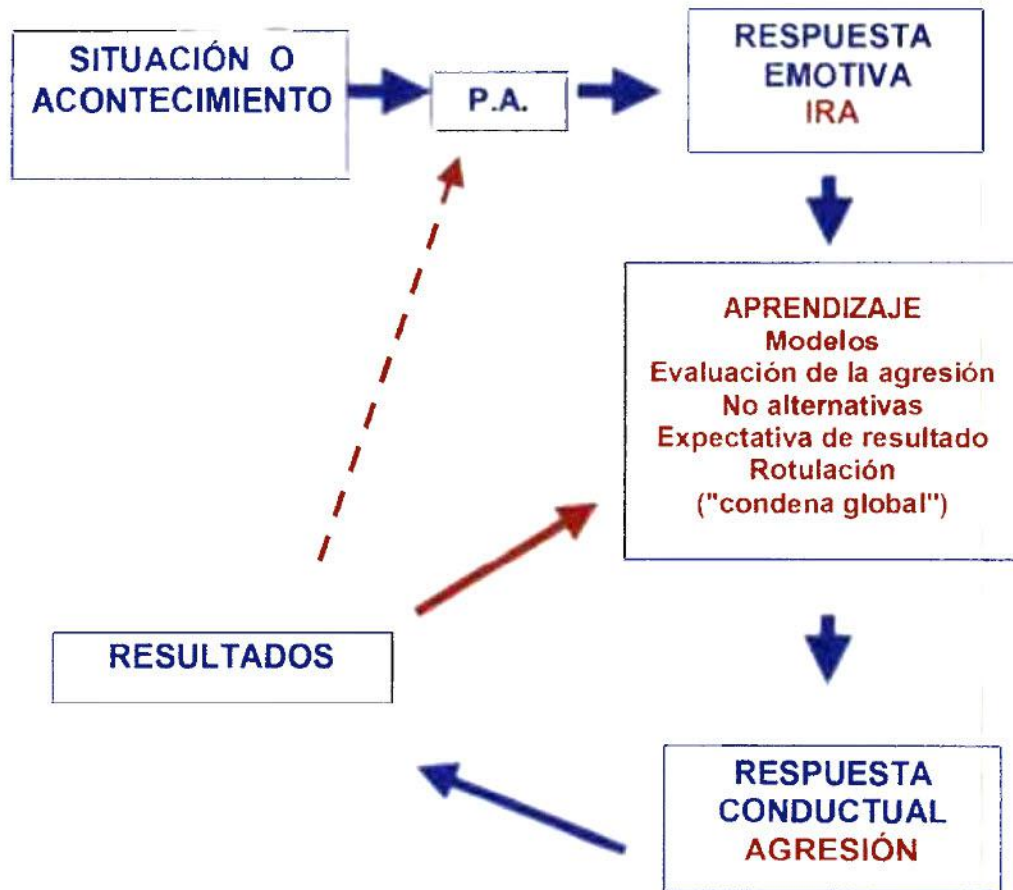 SITUACIÓN O
ACONTECIMIENTO
P.A.
RESPUESTA
EMOTIVA
IRA
APRENDIZAJE
Modelos
Evaluación de la agresión
No alternativas
Expectativa de resultado
Rotulación
("condena global")
RESULTADOS
RESPUESTA
CONDUCTUAL
AGRESIÓN